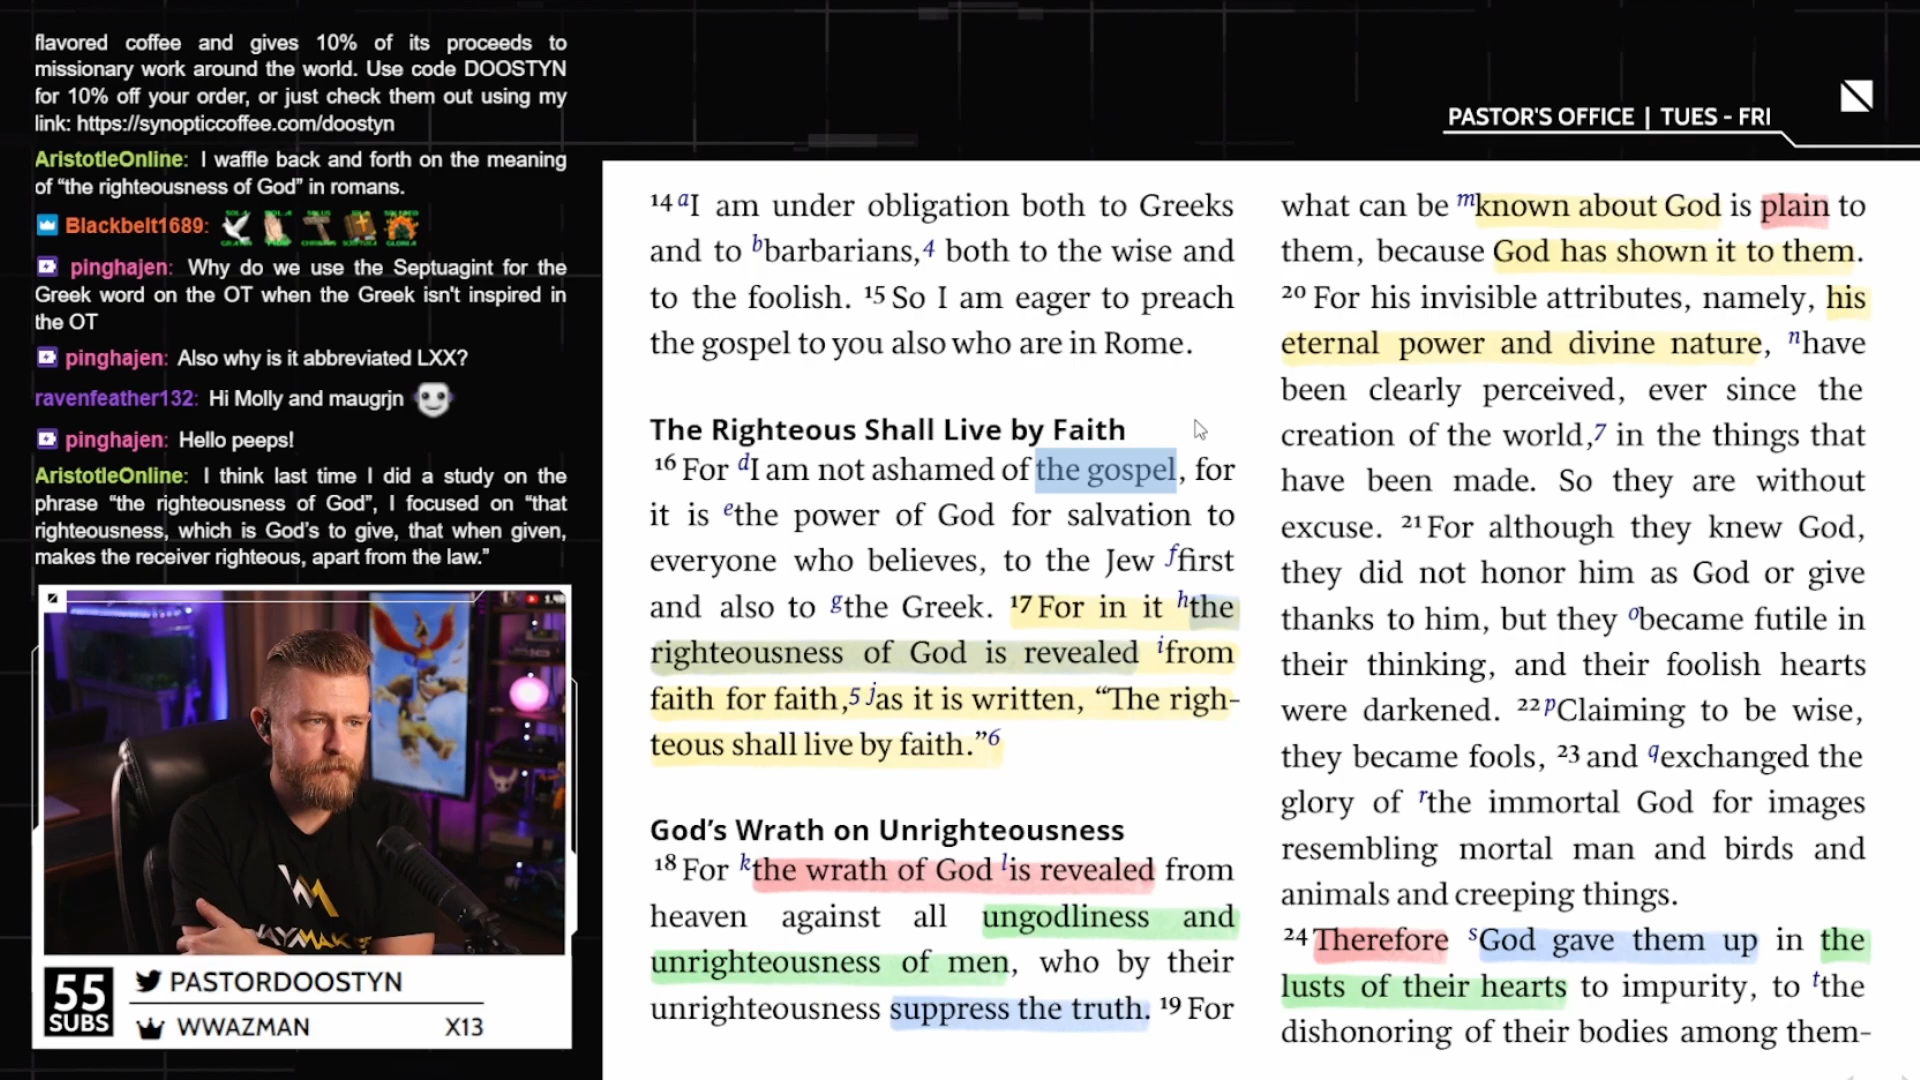 flavored coffee and gives 10% of its proceeds to
missionary work around the world. Use code DOOSTYN
for 10% off your order, or just check them out using my
link: https://synopticcoffee.com/doostyn
AristotleOnline: I waffle back and forth on the meaning
of “the righteousness of God” in romans.
Blackbelt1689:
pinghajen: Why do we use the Septuagint for the
Greek word on the OT when the Greek isn't inspired in
the OT
pinghajen: Also why is it abbreviated LXX?
ravenfeather132: Hi Molly and maugrjn
pinghajen: Hello peeps!
AristotleOnline: I think last time I did a study on the
phrase “the righteousness of God”, I focused on “that
righteousness, which is God’s to give, that when given,
makes the receiver righteous, apart from the law.”
55
SUBS
PASTORDOOSTYN
WWAZMAN X13
PASTOR'S OFFICE | TUES - FRI
14 a I am under obligation both to Greeks
and to b barbarians,4 both to the wise and
to the foolish. 15 So I am eager to preach
the gospel to you also who are in Rome.
The Righteous Shall Live by Faith
16 For d I am not ashamed of the gospel, for
it is e the power of God for salvation to
everyone who believes, to the Jew f first
and also to g the Greek. 17 For in it h the
righteousness of God is revealed i from
faith for faith,5 j as it is written, “The righ-
teous shall live by faith.”6
God’s Wrath on Unrighteousness
18 For k the wrath of God l is revealed from
heaven against all ungodliness and
unrighteousness of men, who by their
unrighteousness suppress the truth. 19 For
what can be m known about God is plain to
them, because God has shown it to them.
20 For his invisible attributes, namely, his
eternal power and divine nature, n have
been clearly perceived, ever since the
creation of the world,7 in the things that
have been made. So they are without
excuse. 21 For although they knew God,
they did not honor him as God or give
thanks to him, but they o became futile in
their thinking, and their foolish hearts
were darkened. 22 p Claiming to be wise,
they became fools, 23 and q exchanged the
glory of r the immortal God for images
resembling mortal man and birds and
animals and creeping things.
24 Therefore s God gave them up in the
lusts of their hearts to impurity, to t the
dishonoring of their bodies among them-